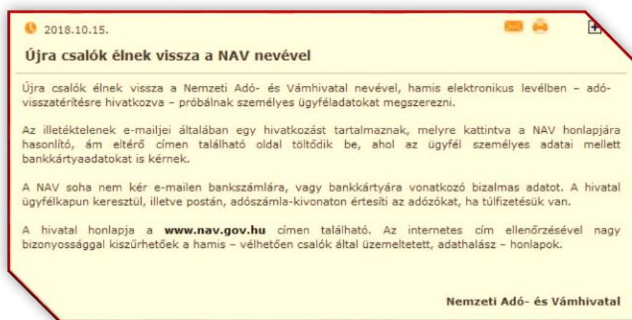 2018.10.15.
Újra csalók élnek vissza a NAV nevével
Újra csalók élnek vissza a Nemzeti Adó- és Vámhivatal nevével, hamis elektronikus levélben – adó-
visszatérítésre hivatkozva – próbálnak személyes ügyféladatokat megszerezni.
Az illetéktelenek e-mailjei általában egy hivatkozást tartalmaznak, melyre kattintva a NAV honlapjára
hasonlító, ám eltérő címen található oldal töltődik be, ahol az ügyfél személyes adatai mellett
bankkártyaadatokat is kérnek.
A NAV soha nem kér e-mailen bankszámlára, vagy bankkártyára vonatkozó bizalmas adatot. A hivatal
ügyfélkapun keresztül, illetve postán, adószámla-kivonaton értesíti az adózókat, ha túlfizetésük van.
A hivatal honlapja a www.nav.gov.hu címen található. Az internetes cím ellenőrzésével nagy
bizonyossággal kiszűrhetőek a hamis – vélhetően csalók által üzemeltetett, adathalász – honlapok.
Nemzeti Adó- és Vámhivatal